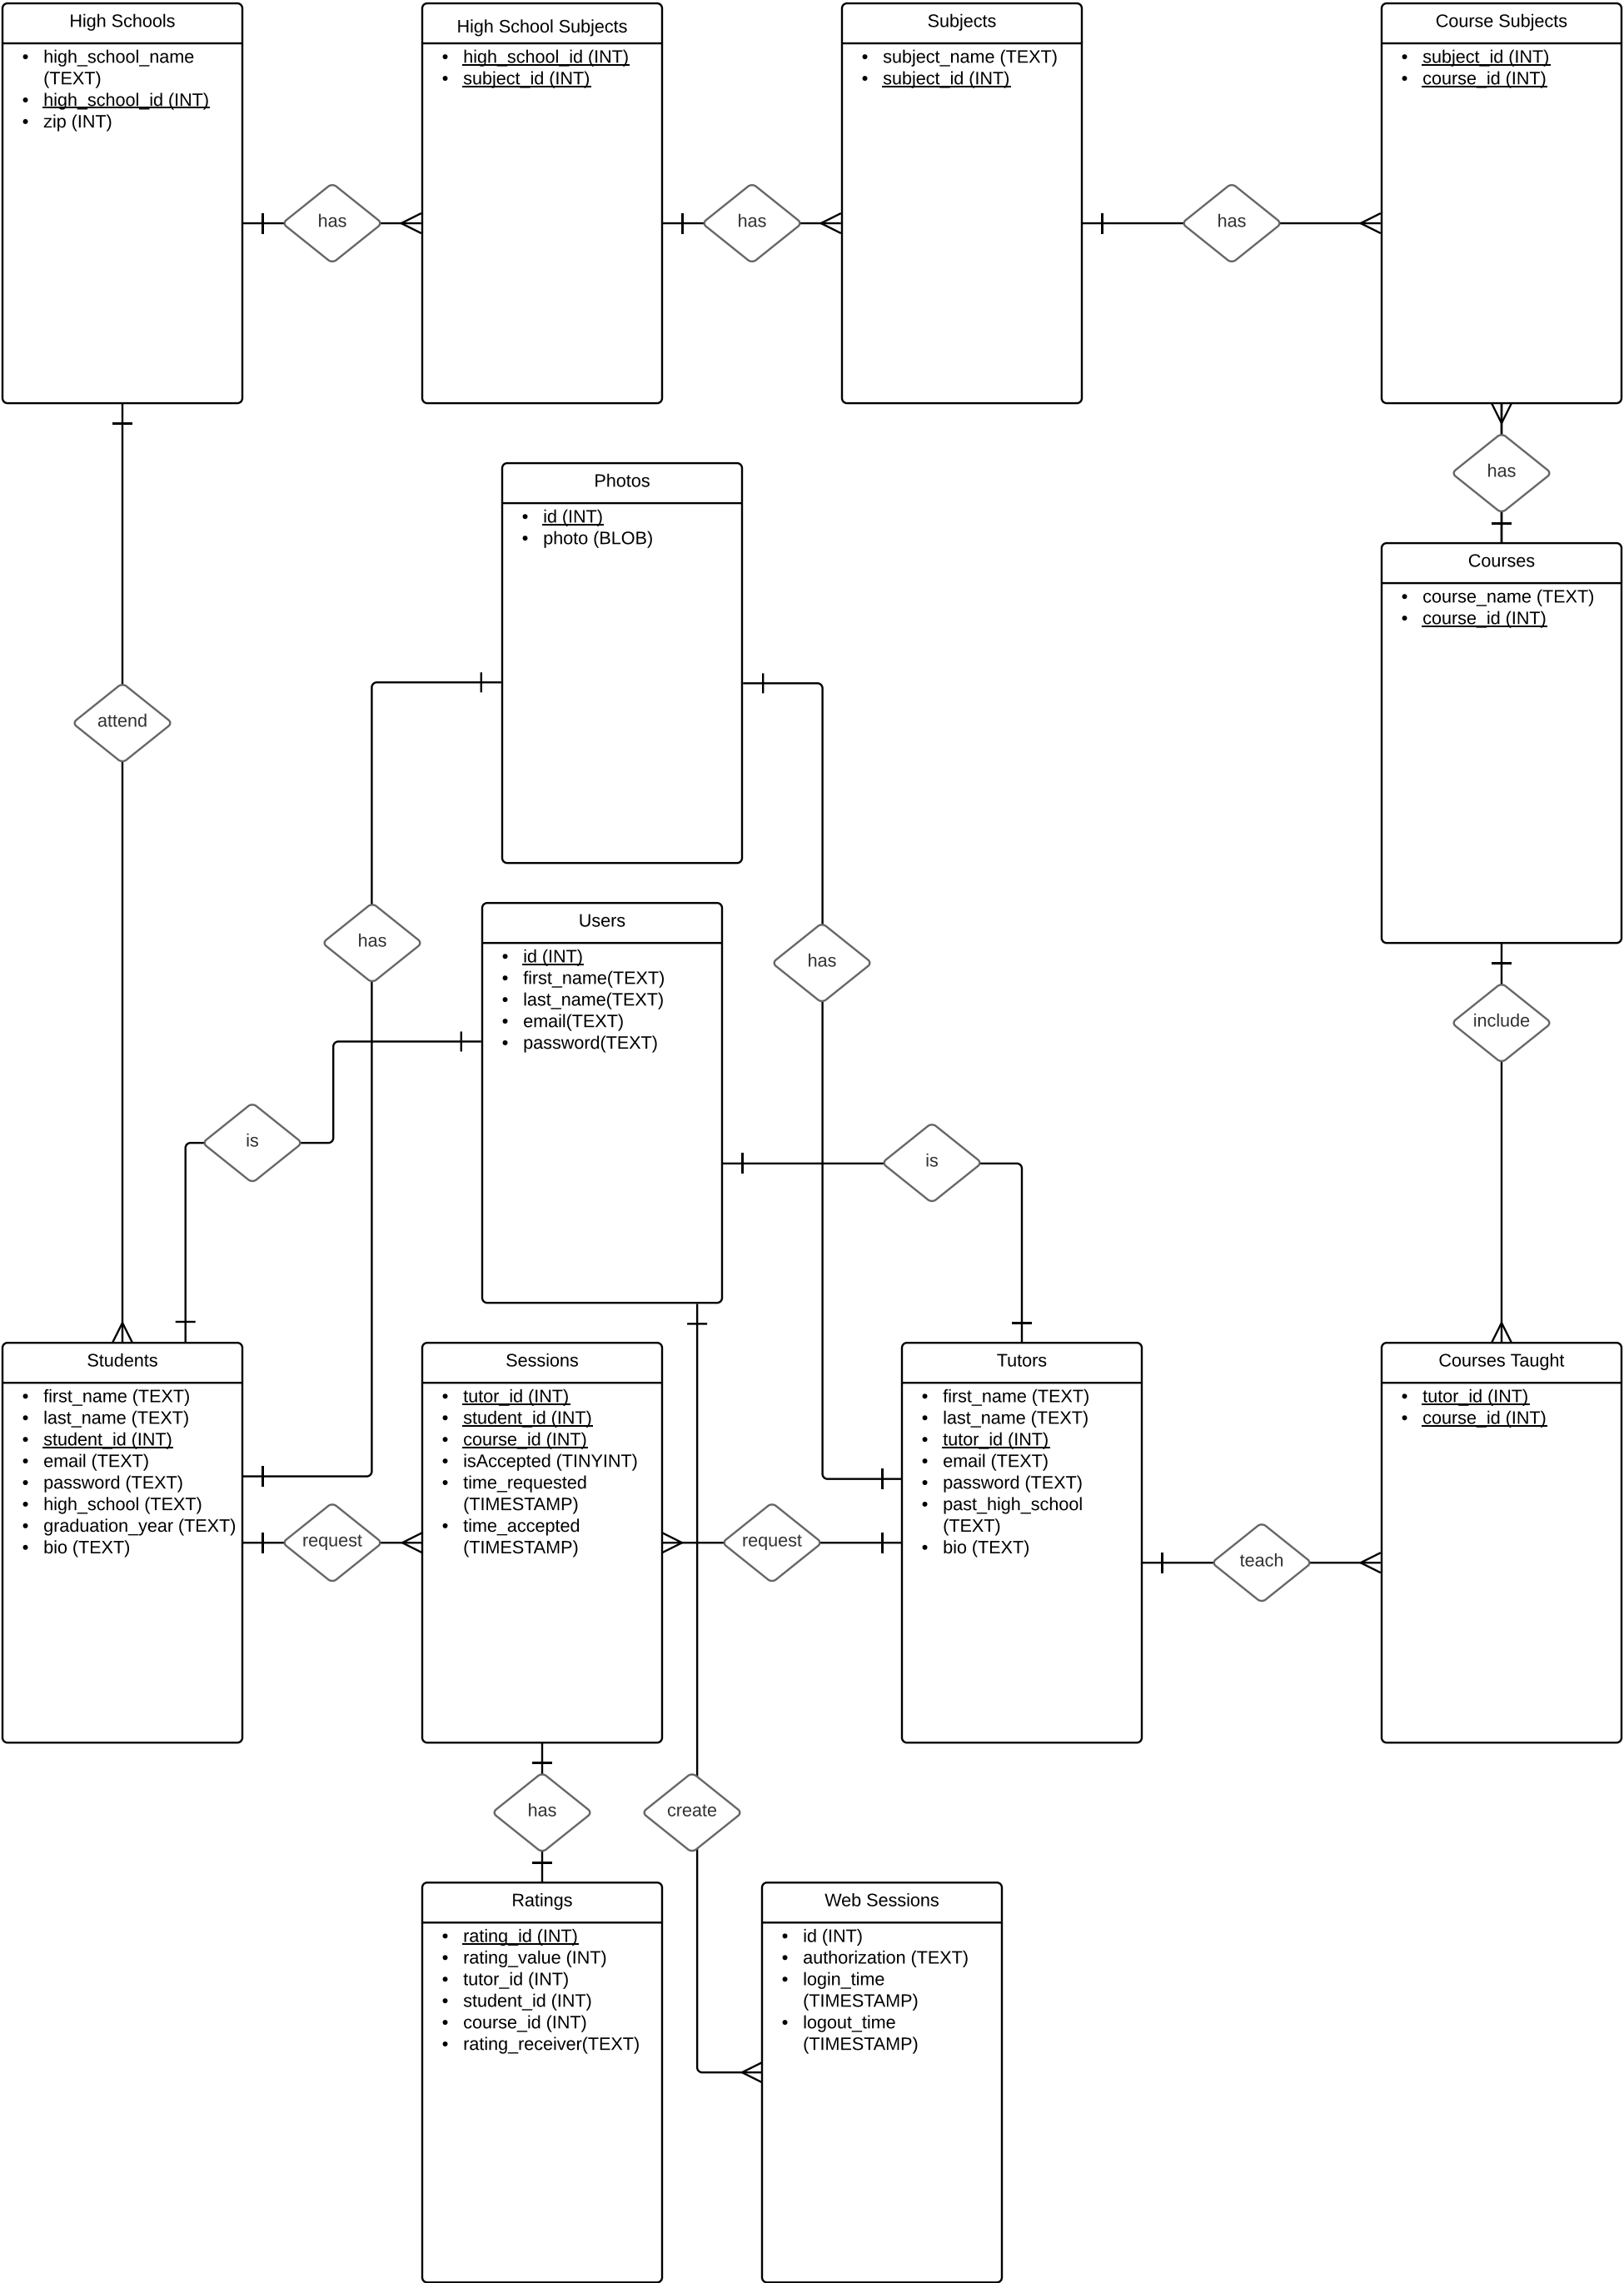 High Schools
• high_school_name
(TEXT)
• high_school_id (INT)
• zip (INT)
has
High School Subjects
• high_school_id (INT)
• subject_id (INT)
has
Subjects
• subject_name (TEXT)
• subject_id (INT)
has
Course Subjects
• subject_id (INT)
• course_id (INT)
has
Photos
• id (INT)
• photo (BLOB)
Courses
• course_name (TEXT)
• course_id (INT)
attend
has
Users
• id (INT)
• first_name(TEXT)
• last_name(TEXT)
• email(TEXT)
• password(TEXT)
has
include
is
is
Students
• first_name (TEXT)
• last_name (TEXT)
• student_id (INT)
• email (TEXT)
• password (TEXT)
• high_school (TEXT)
• graduation_year (TEXT)
• bio (TEXT)
request
Sessions
• tutor_id (INT)
• student_id (INT)
• course_id (INT)
• isAccepted (TINYINT)
• time_requested
(TIMESTAMP)
• time_accepted
(TIMESTAMP)
request
Tutors
• first_name (TEXT)
• last_name (TEXT)
• tutor_id (INT)
• email (TEXT)
• password (TEXT)
• past_high_school
(TEXT)
• bio (TEXT)
teach
Courses Taught
• tutor_id (INT)
• course_id (INT)
has
create
Ratings
• rating_id (INT)
• rating_value (INT)
• tutor_id (INT)
• student_id (INT)
• course_id (INT)
• rating_receiver(TEXT)
Web Sessions
• id (INT)
• authorization (TEXT)
• login_time
(TIMESTAMP)
• logout_time
(TIMESTAMP)